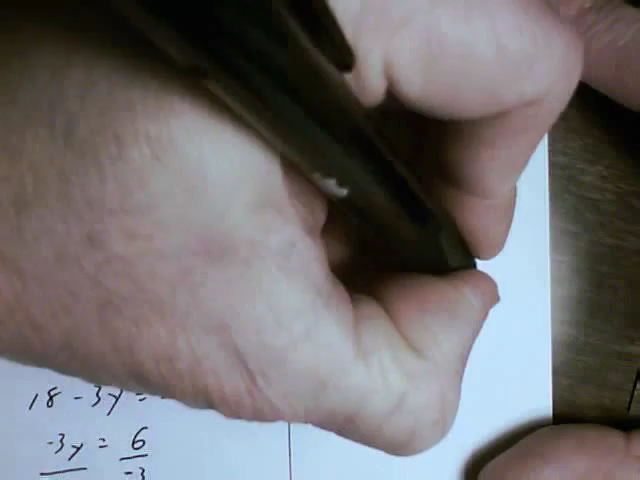 18 - 3y =
-3y = 6
-3